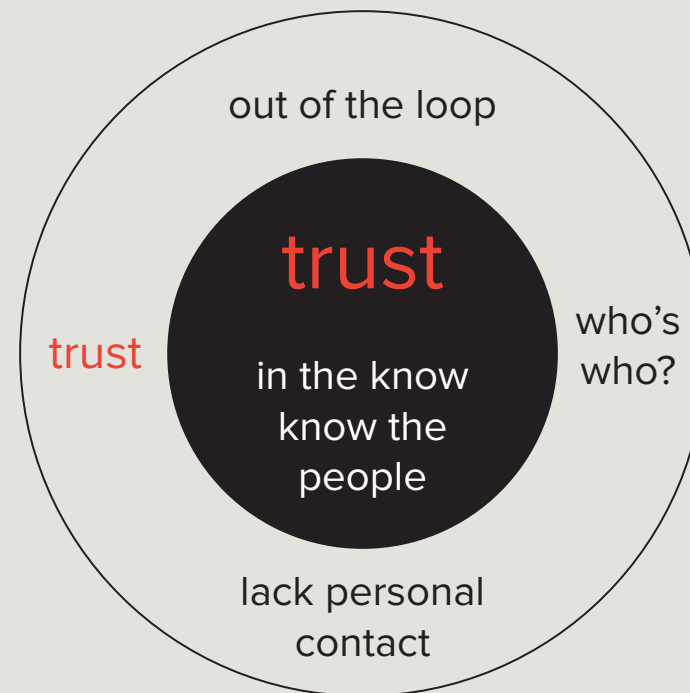 out of the loop
trust
trust
in the know
know the
people
who’s
who?
lack personal
contact